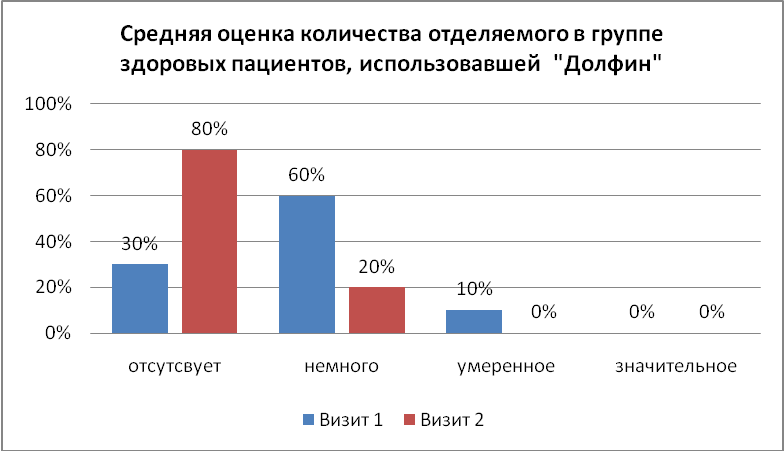 Средняя оценка количества отделяемого в группе
здоровых пациентов, использовавшей "Долфин"
100%
80%
60%
40%
20%
0%
30%
80%
60%
20%
10%
0%
0%
0%
отсутсвует
немного
умеренное
значительное
Визит 1
Визит 2